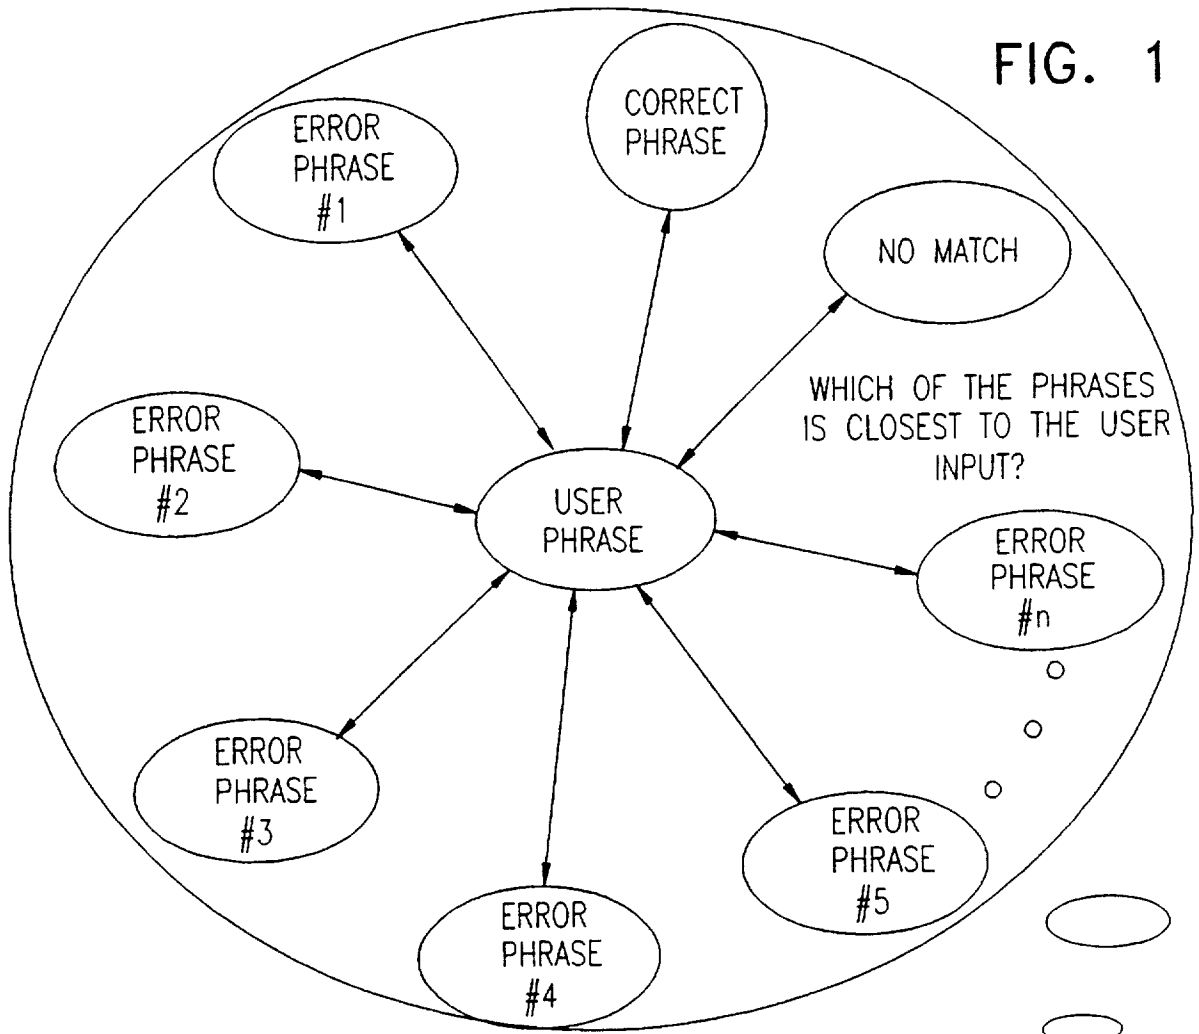 FIG. 1
CORRECT
PHRASE
ERROR
PHRASE
#1
NO MATCH
WHICH OF THE PHRASES
IS CLOSEST TO THE USER
INPUT?
ERROR
PHRASE
#2
USER
PHRASE
ERROR
PHRASE
#n
ERROR
PHRASE
#3
ERROR
PHRASE
#5
ERROR
PHRASE
#4